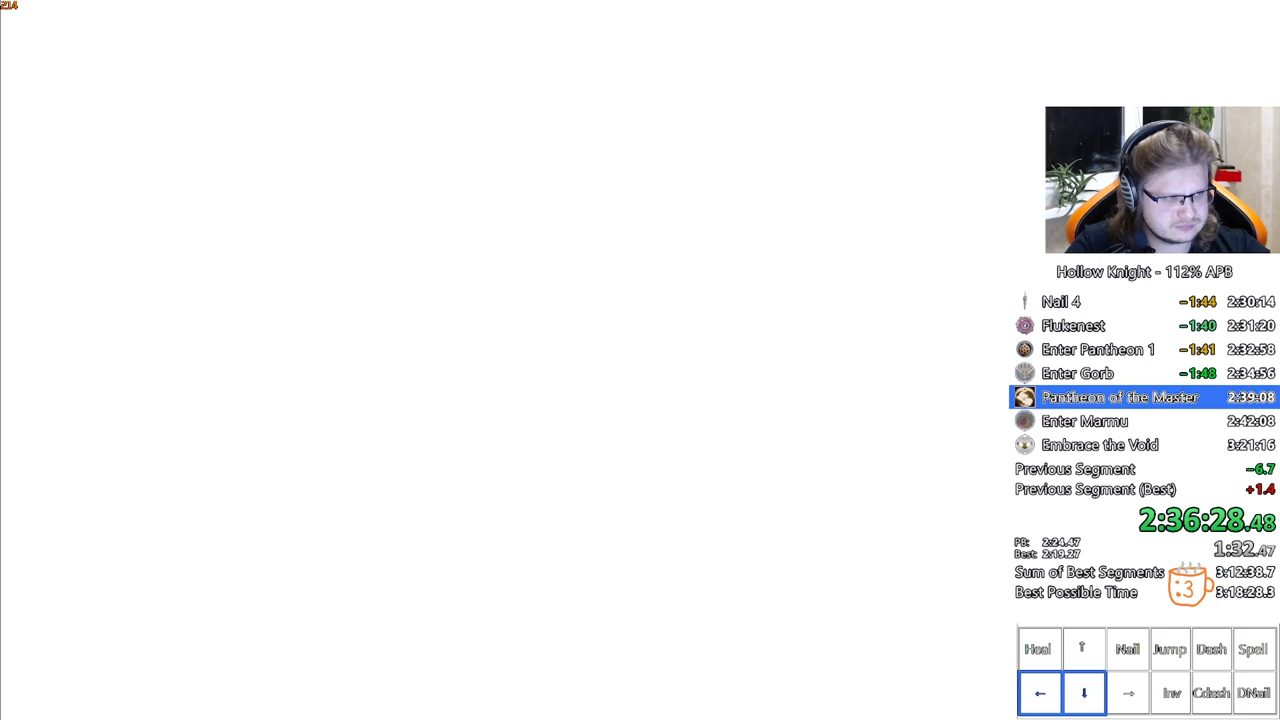 214
Hollow Knight - 112% APB
Nail 4 -1:44 2:30:14
Flukenest -1:40 2:31:20
Enter Pantheon 1 -1:41 2:32:58
Enter Gorb -1:48 2:34:56
Pantheon of the Master 2:39:08
Enter Marmu 2:42:08
Embrace the Void 3:21:16
Previous Segment -6.7
Previous Segment (Best) +1.4
2:36:28.48
PB: 2:24.47
Best: 2:19.27
1:32.47
Sum of Best Segments 3:12:38.7
Best Possible Time 3:18:28.3
Heal ↑ Nail Jump Dash Spell
← ↓ → Inv Cdash DNail